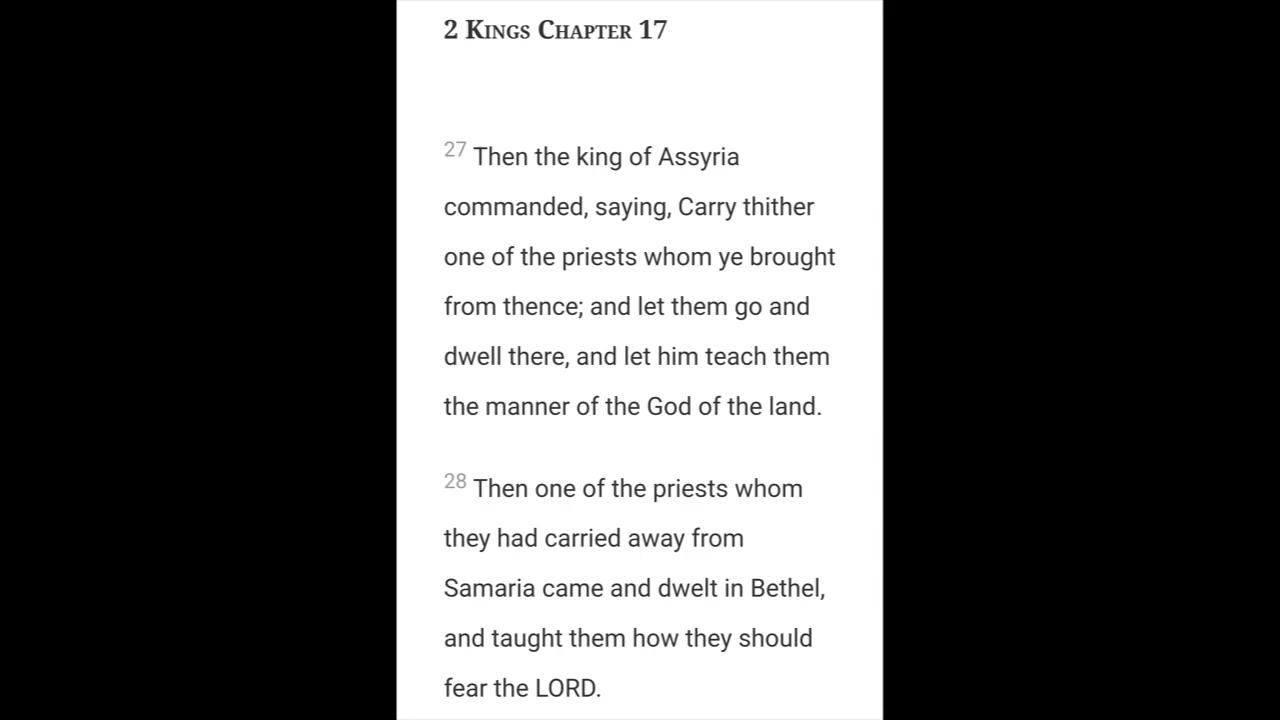 2 Kings Chapter 17
27 Then the king of Assyria
commanded, saying, Carry thither
one of the priests whom ye brought
from thence; and let them go and
dwell there, and let him teach them
the manner of the God of the land.
28 Then one of the priests whom
they had carried away from
Samaria came and dwelt in Bethel,
and taught them how they should
fear the LORD.